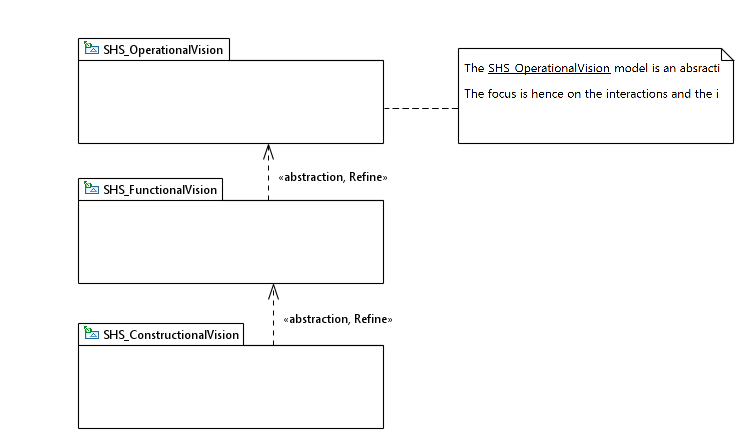 SHS_OperationalVision
The SHS_OperationalVision model is an absracti
The focus is hence on the interactions and the i
«abstraction, Refine»
SHS_FunctionalVision
«abstraction, Refine»
SHS_ConstructionalVision